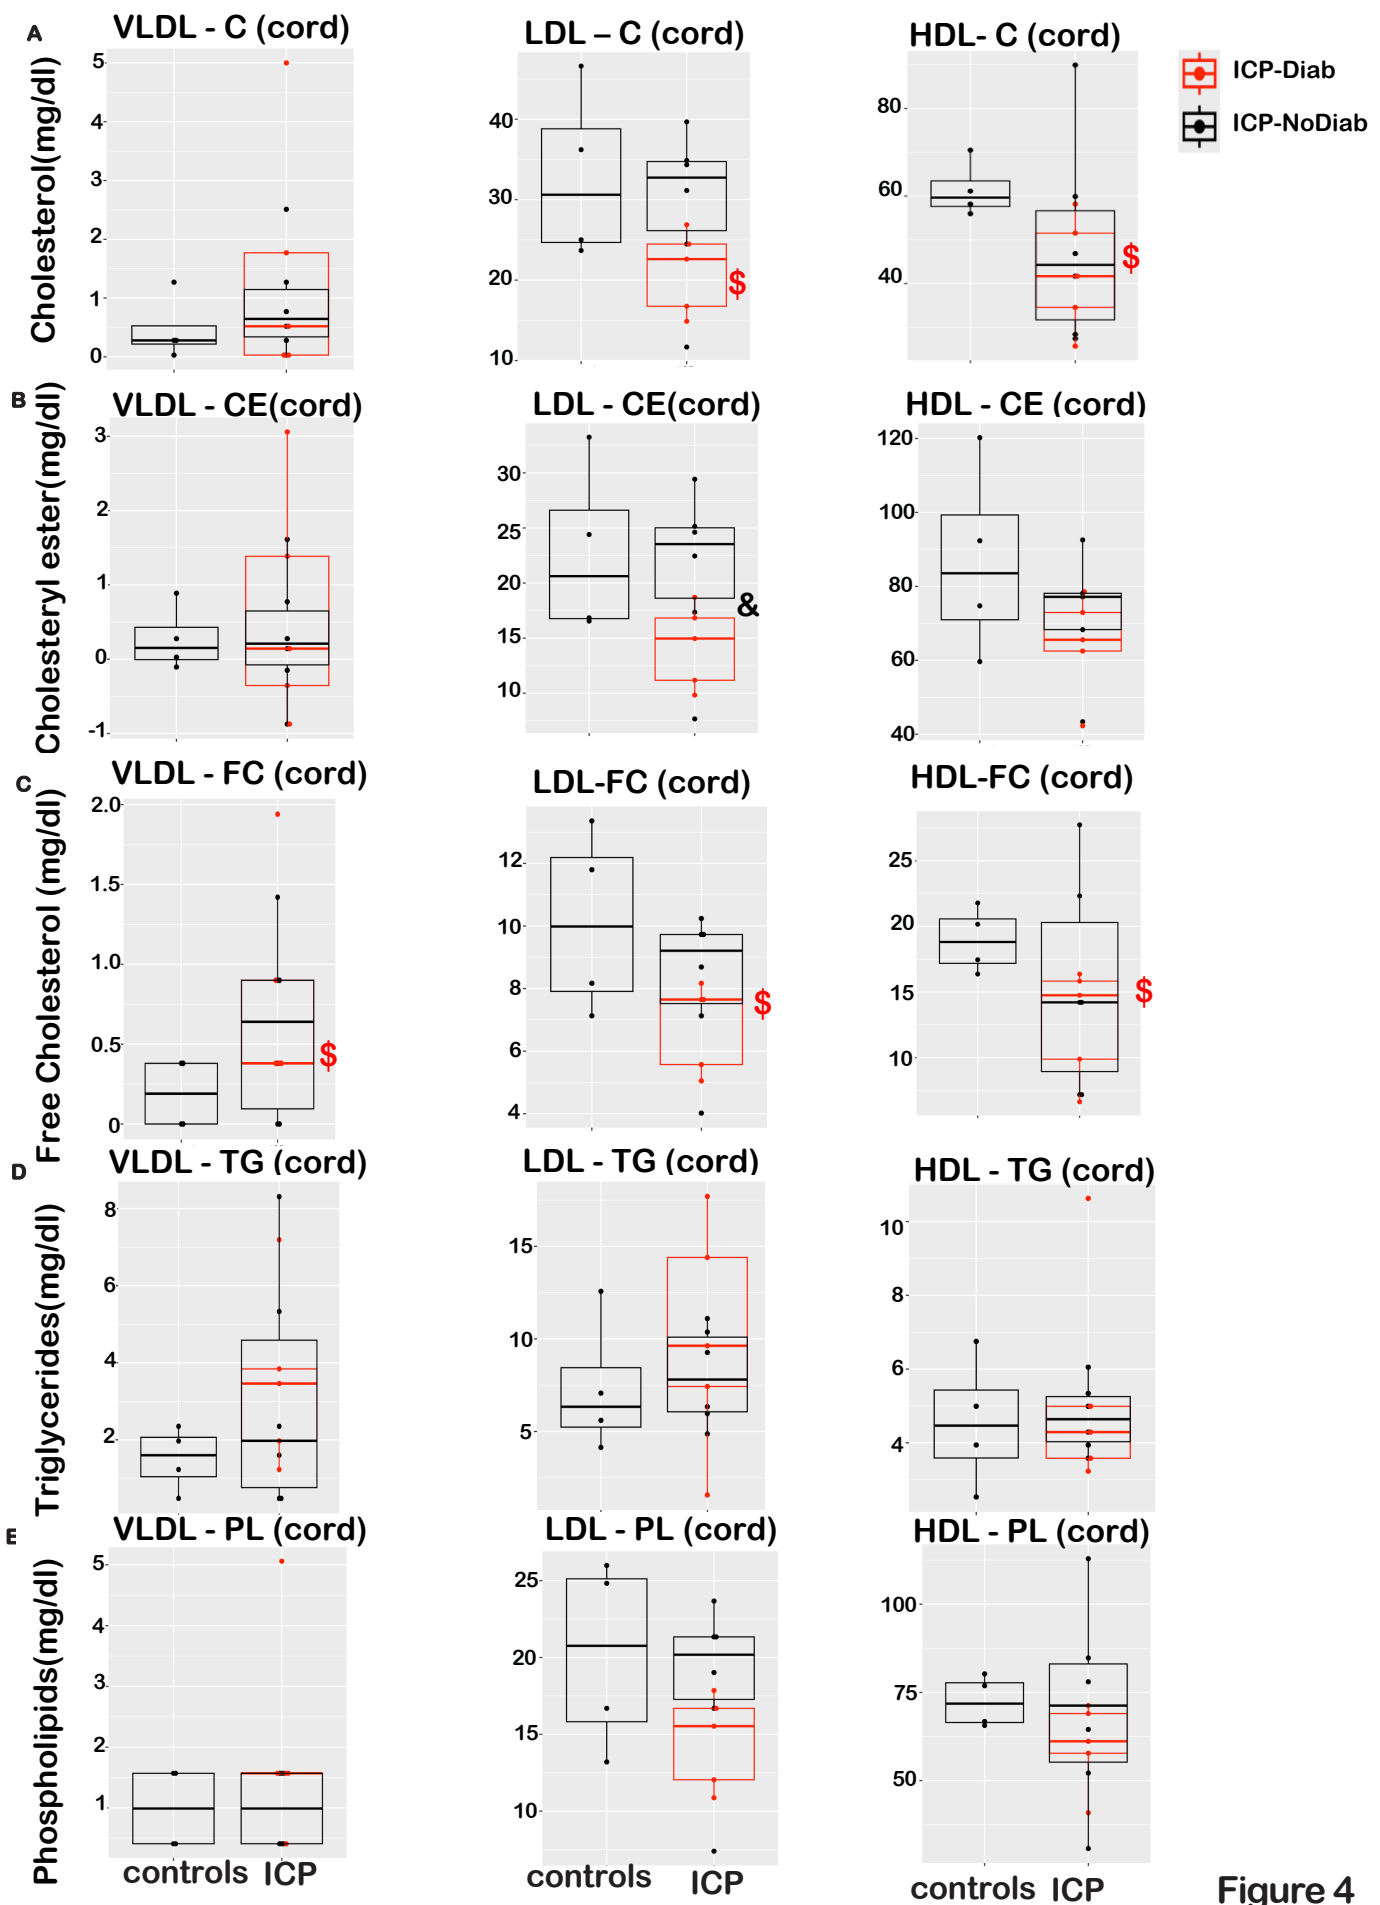 A
VLDL - C (cord)
LDL – C (cord)
HDL- C (cord)
ICP-Diab
ICP-NoDiab
Cholesterol(mg/dl)
5
4
3
2
1
0
40
30
20
10
80
60
40
$
$
B
VLDL - CE(cord)
LDL - CE(cord)
HDL - CE (cord)
Cholesteryl ester(mg/dl)
3
2
1
0
-1
30
25
20
15
10
&
120
100
80
60
40
C
VLDL - FC (cord)
LDL-FC (cord)
HDL-FC (cord)
Free Cholesterol (mg/dl)
2.0
1.5
1.0
0.5
0
$
12
10
8
6
4
$
25
20
15
10
$
D
VLDL - TG (cord)
LDL - TG (cord)
HDL - TG (cord)
Triglycerides(mg/dl)
8
6
4
2
15
10
5
10
8
6
4
E
VLDL - PL (cord)
LDL - PL (cord)
HDL - PL (cord)
Phospholipids(mg/dl)
5
4
3
2
1
25
20
15
10
100
75
50
controls ICP
controls ICP
controls ICP
Figure 4